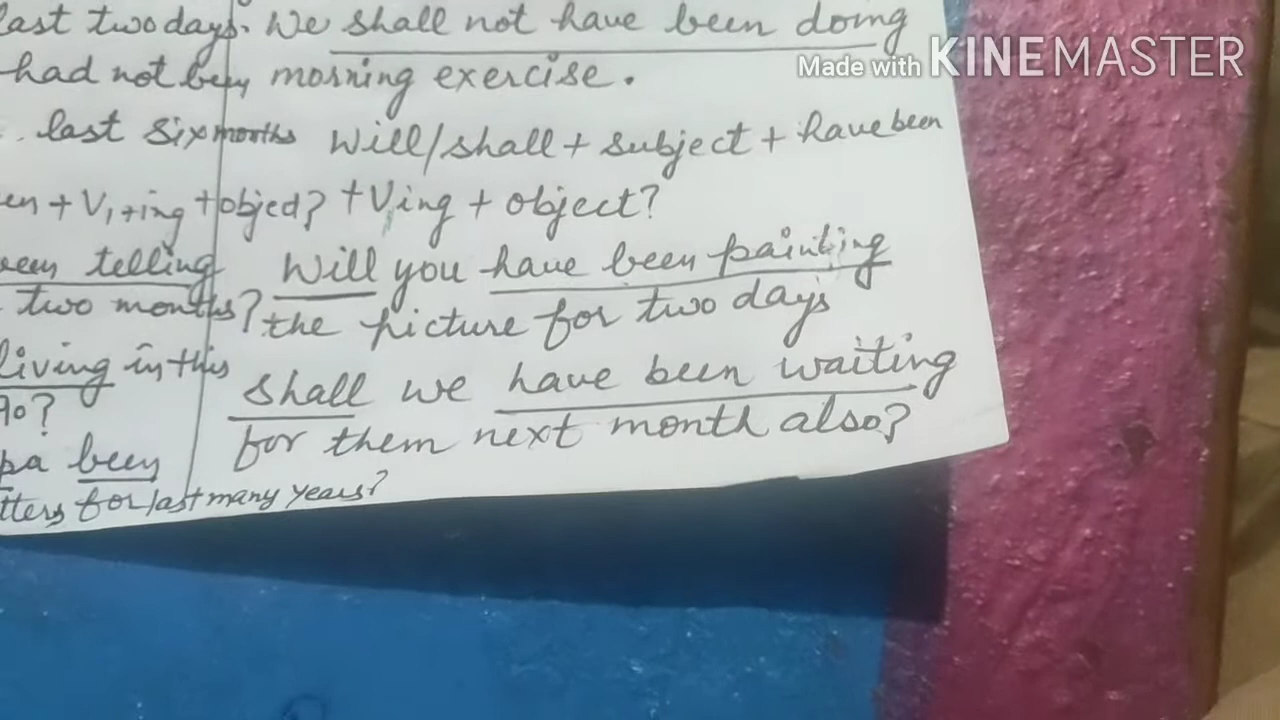 last two days. We shall not have been doing
had not been morning exercise.
last six months Will/shall + subject + have been
en + V1+ing + object? + Ving + object?
been telling Will you have been painting
two months? the picture for two days
living in this shall we have been waiting
90? for them next month also?
pa been
tters for last many years?
Made with KINEMASTER